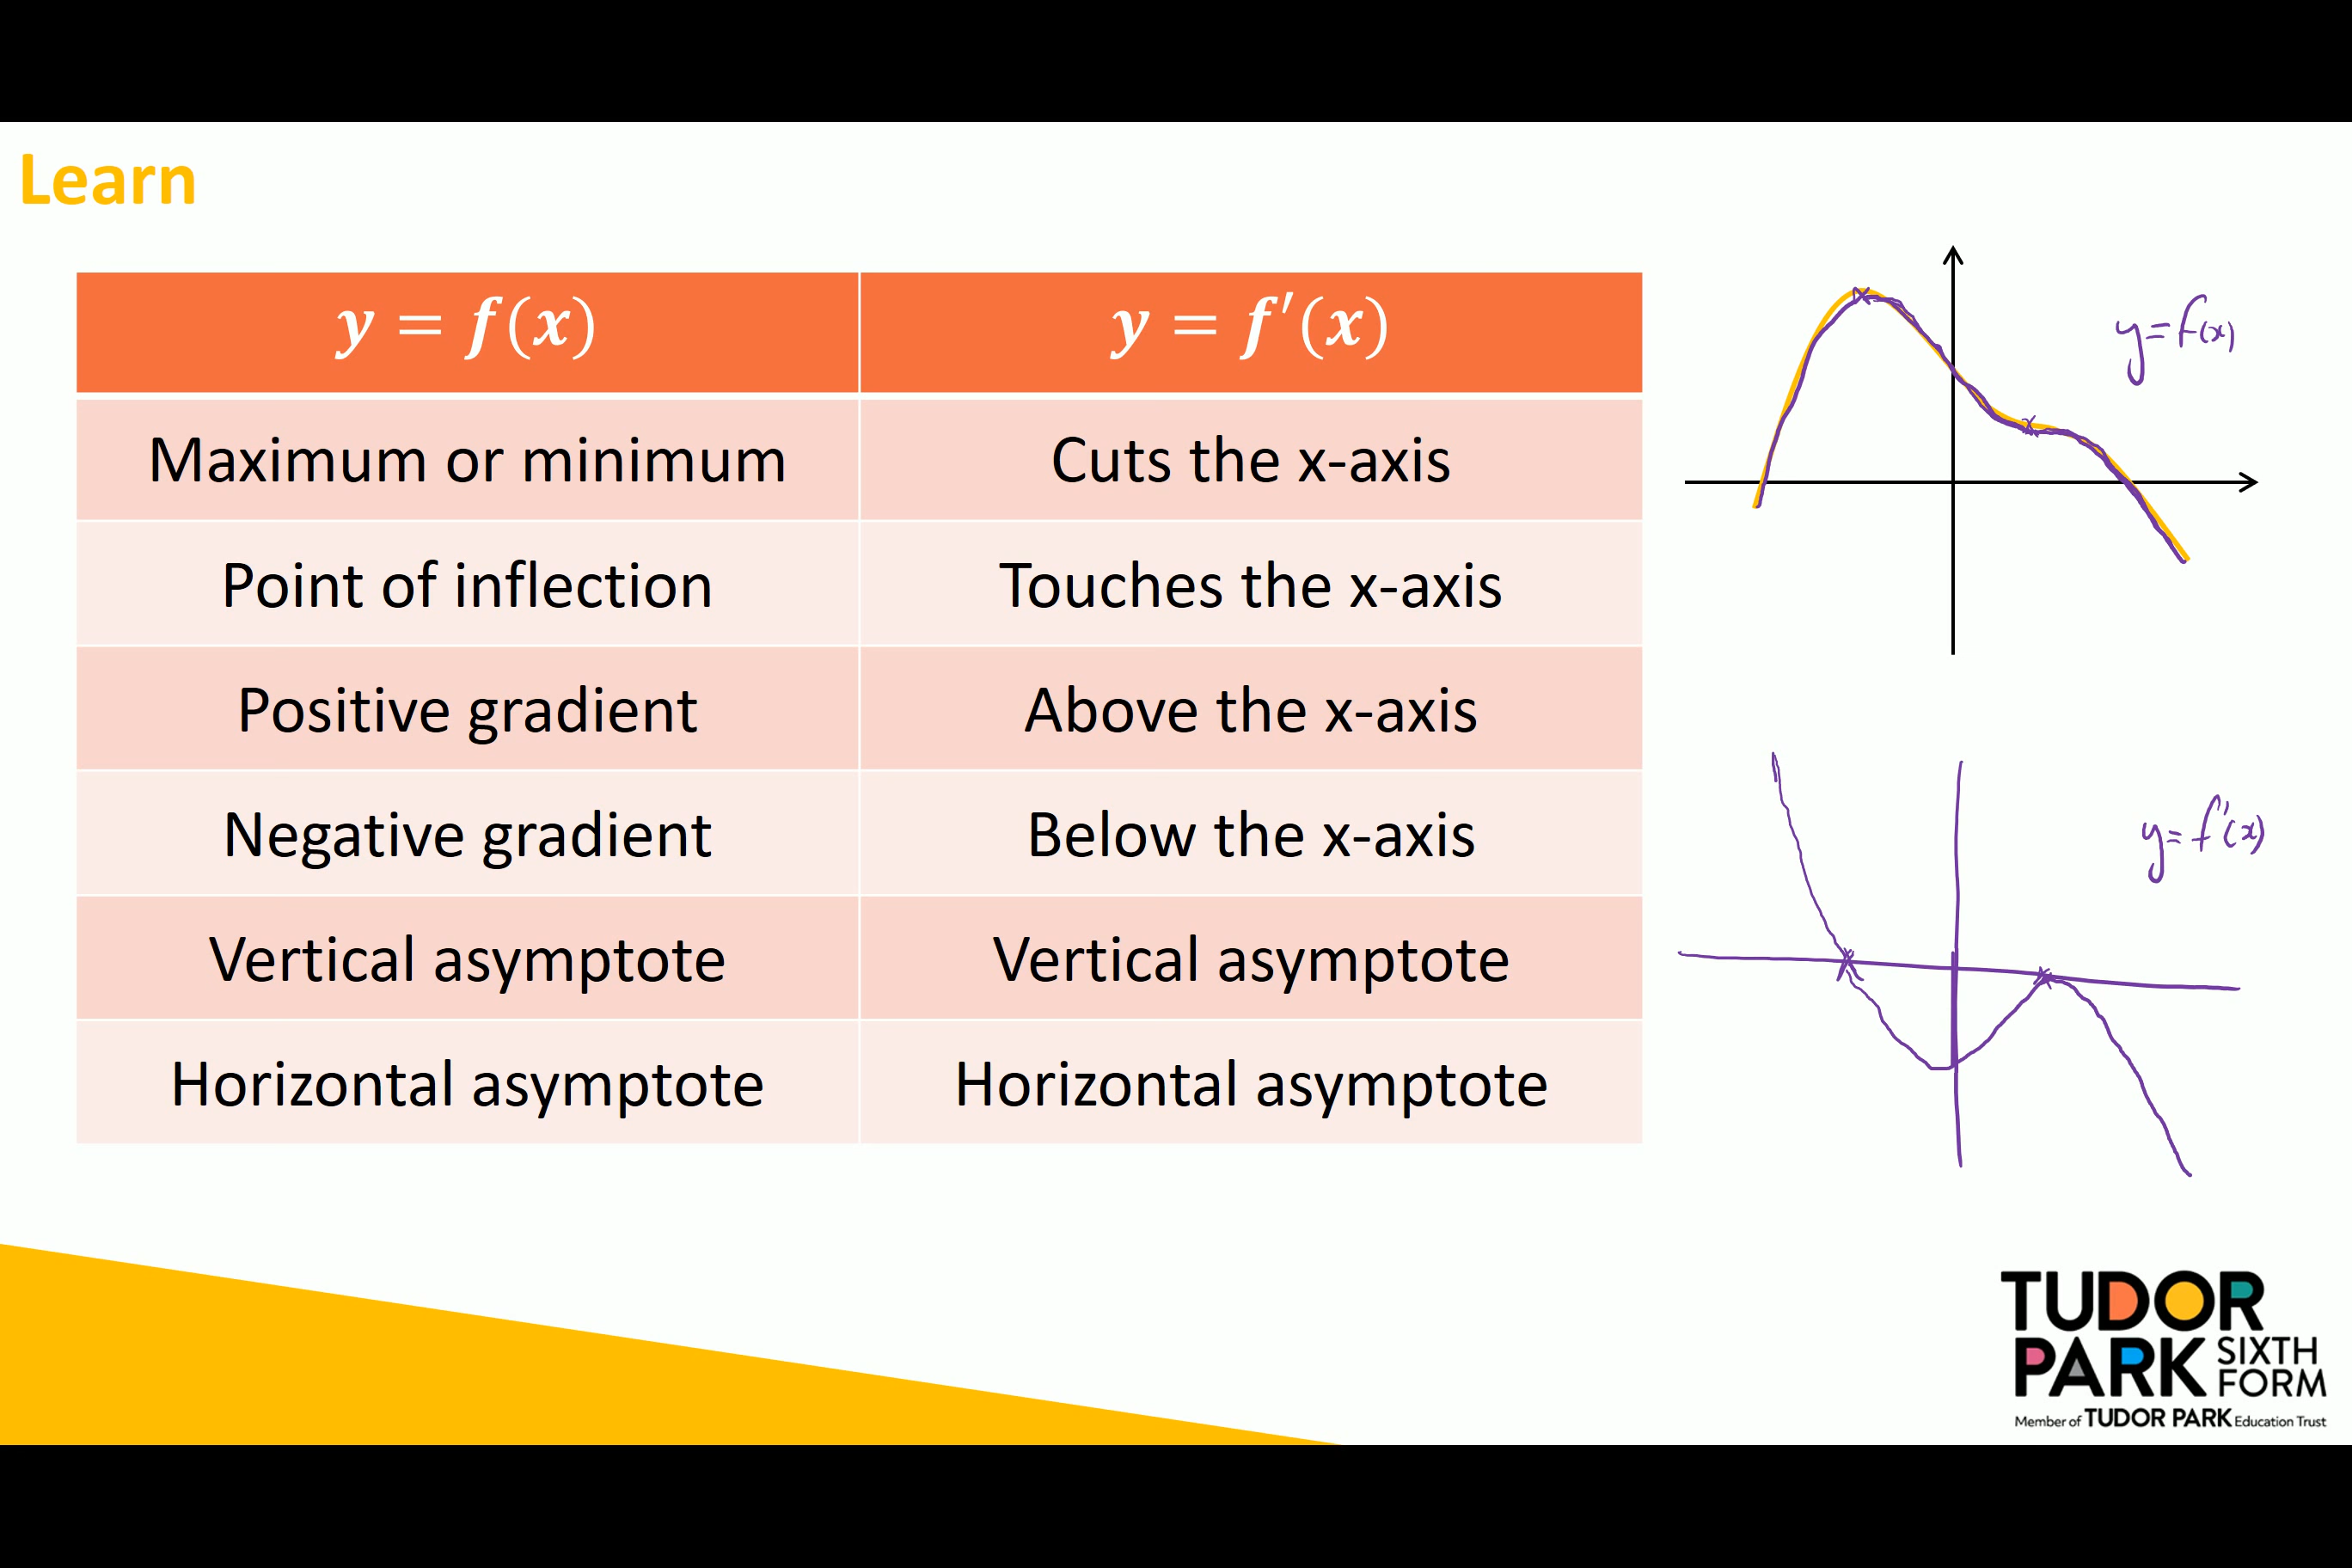 Learn
y = f(x)
y = f′(x)
Maximum or minimum
Cuts the x-axis
Point of inflection
Touches the x-axis
Positive gradient
Above the x-axis
Negative gradient
Below the x-axis
Vertical asymptote
Vertical asymptote
Horizontal asymptote
Horizontal asymptote
y = f(x)
y = f'(x)
TUDOR
PARK SIXTH
FORM
Member of TUDOR PARK Education Trust